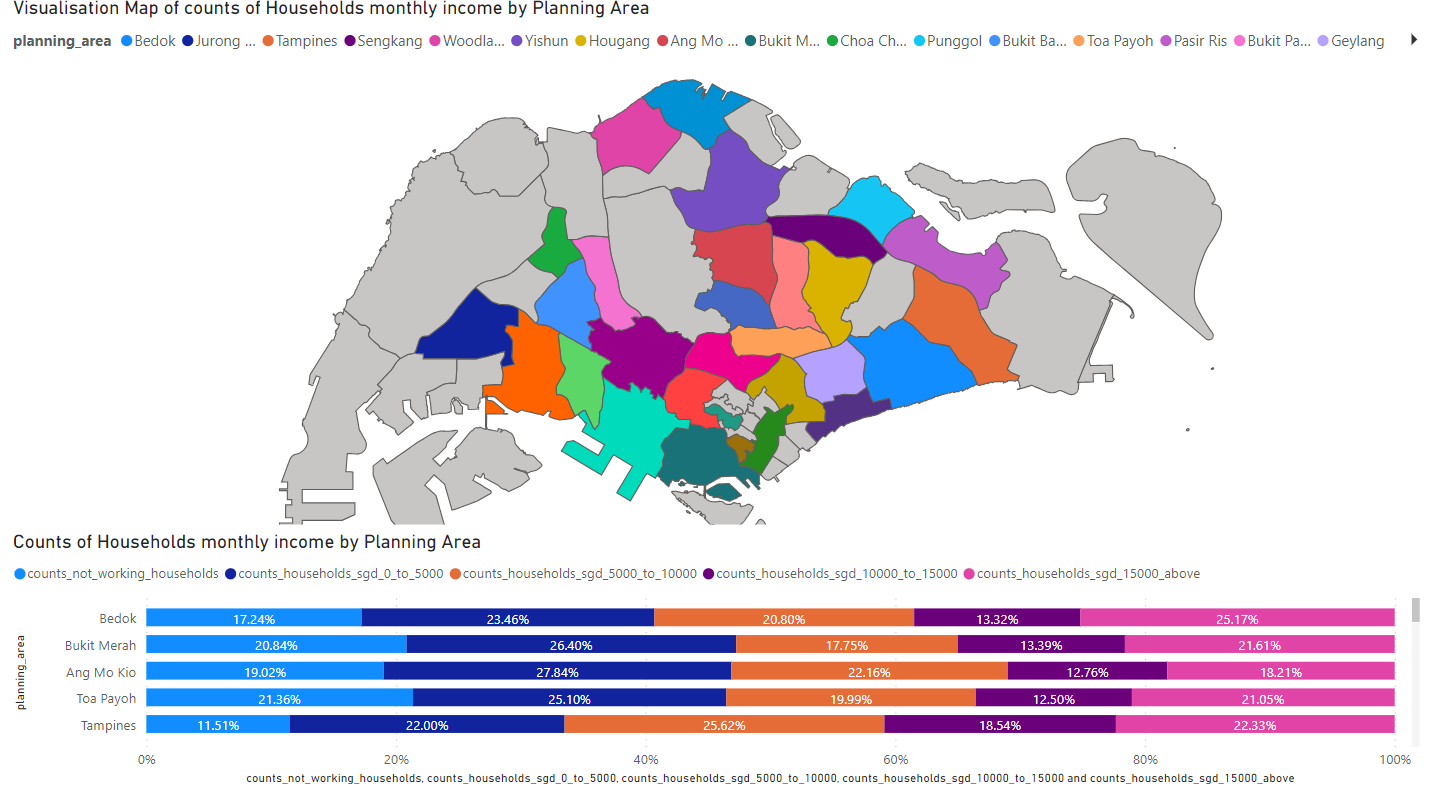 Visualisation Map of counts of Households monthly income by Planning Area
planning_area Bedok Jurong ... Tampines Sengkang Woodla... Yishun Hougang Ang Mo ... Bukit M... Choa Ch... Punggol Bukit Ba... Toa Payoh Pasir Ris Bukit Pa... Geylang
Counts of Households monthly income by Planning Area
counts_not_working_households counts_households_sgd_0_to_5000 counts_households_sgd_5000_to_10000 counts_households_sgd_10000_to_15000 counts_households_sgd_15000_above
planning_area
Bedok 17.24% 23.46% 20.80% 13.32% 25.17%
Bukit Merah 20.84% 26.40% 17.75% 13.39% 21.61%
Ang Mo Kio 19.02% 27.84% 22.16% 12.76% 18.21%
Toa Payoh 21.36% 25.10% 19.99% 12.50% 21.05%
Tampines 11.51% 22.00% 25.62% 18.54% 22.33%
0% 20% 40% 60% 80% 100%
counts_not_working_households, counts_households_sgd_0_to_5000, counts_households_sgd_5000_to_10000, counts_households_sgd_10000_to_15000 and counts_households_sgd_15000_above